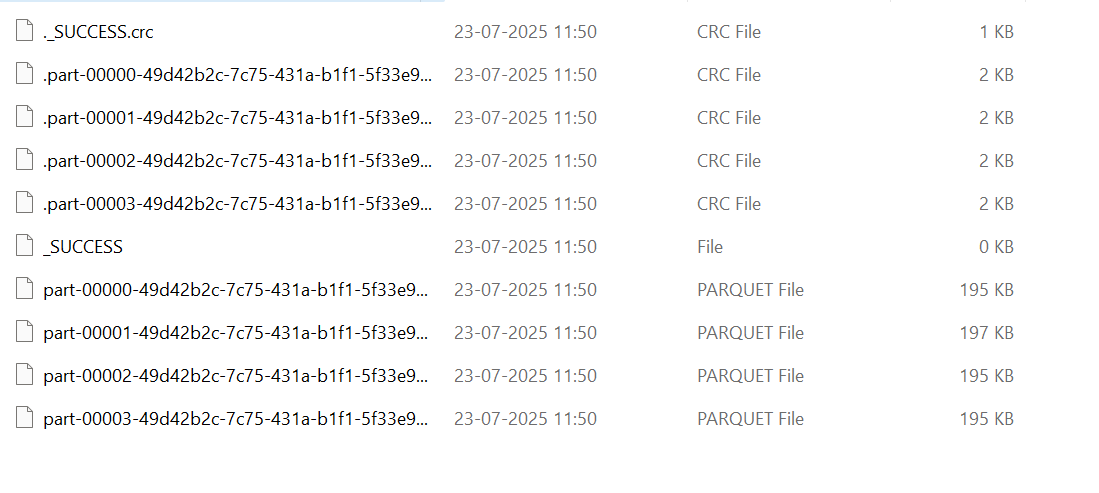 ._SUCCESS.crc 23-07-2025 11:50 CRC File 1 KB
.part-00000-49d42b2c-7c75-431a-b1f1-5f33e9... 23-07-2025 11:50 CRC File 2 KB
.part-00001-49d42b2c-7c75-431a-b1f1-5f33e9... 23-07-2025 11:50 CRC File 2 KB
.part-00002-49d42b2c-7c75-431a-b1f1-5f33e9... 23-07-2025 11:50 CRC File 2 KB
.part-00003-49d42b2c-7c75-431a-b1f1-5f33e9... 23-07-2025 11:50 CRC File 2 KB
_SUCCESS 23-07-2025 11:50 File 0 KB
part-00000-49d42b2c-7c75-431a-b1f1-5f33e9... 23-07-2025 11:50 PARQUET File 195 KB
part-00001-49d42b2c-7c75-431a-b1f1-5f33e9... 23-07-2025 11:50 PARQUET File 197 KB
part-00002-49d42b2c-7c75-431a-b1f1-5f33e9... 23-07-2025 11:50 PARQUET File 195 KB
part-00003-49d42b2c-7c75-431a-b1f1-5f33e9... 23-07-2025 11:50 PARQUET File 195 KB